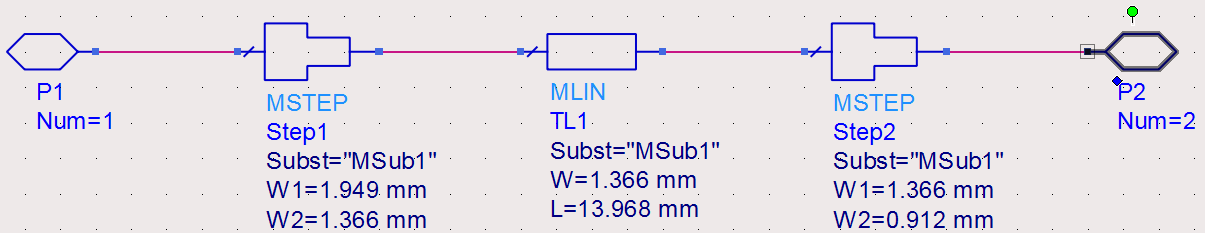 P1
Num=1
MSTEP
Step1
Subst="MSub1"
W1=1.949 mm
W2=1.366 mm
MLIN
TL1
Subst="MSub1"
W=1.366 mm
L=13.968 mm
MSTEP
Step2
Subst="MSub1"
W1=1.366 mm
W2=0.912 mm
P2
Num=2